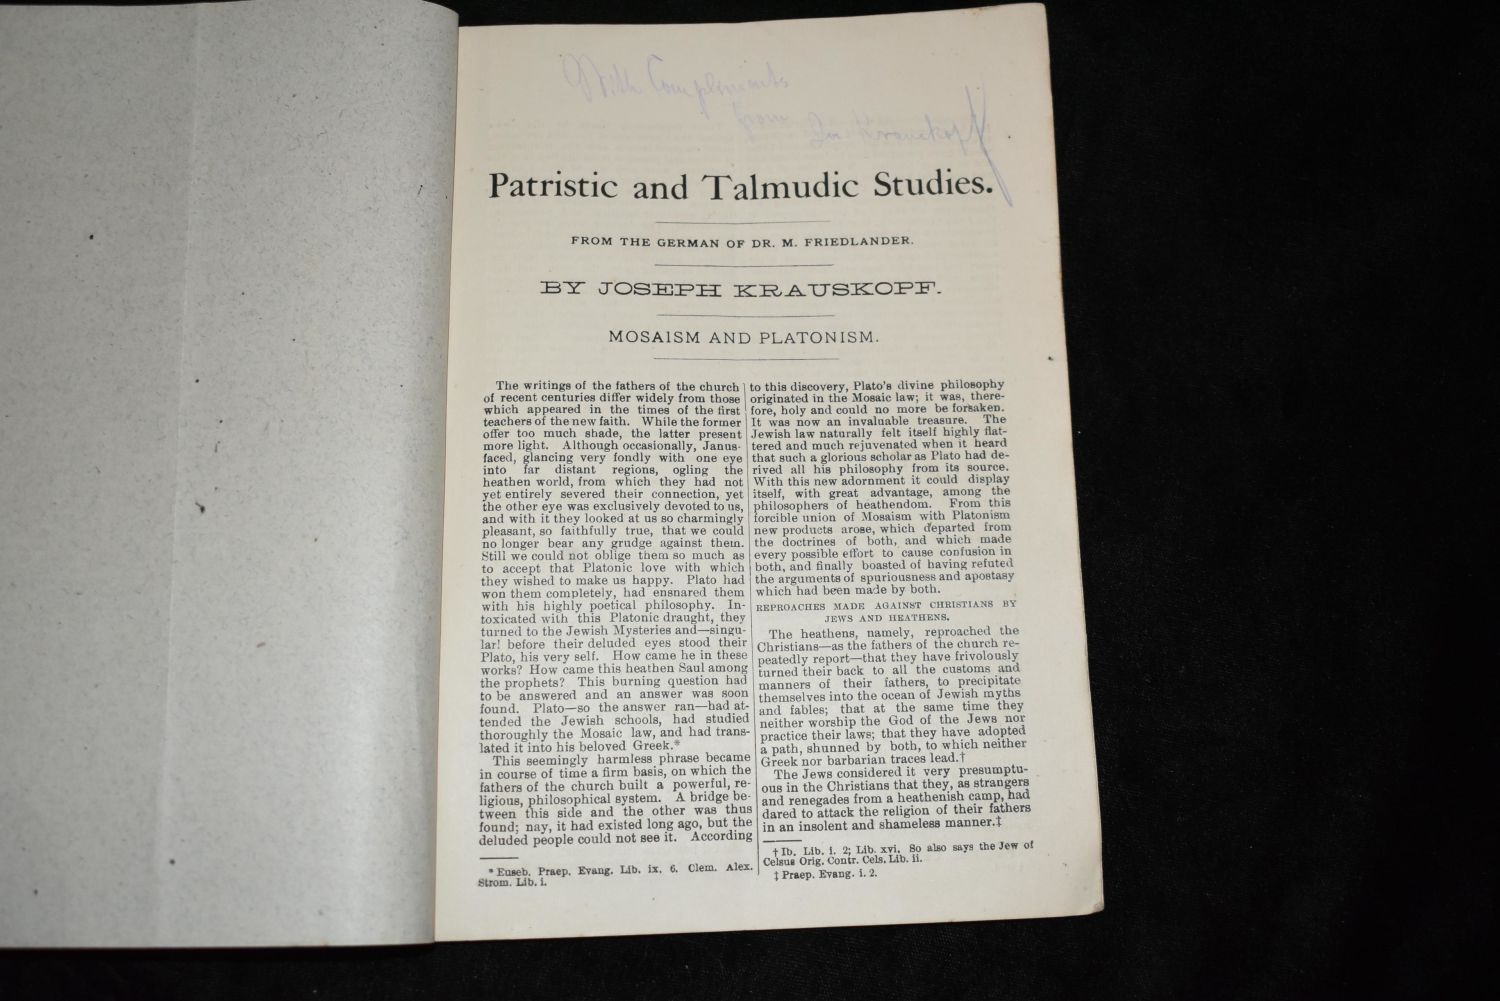 With Compliments
from Jos. Krauskopf
Patristic and Talmudic Studies.
FROM THE GERMAN OF DR. M. FRIEDLANDER.
BY JOSEPH KRAUSKOPF.
MOSAISM AND PLATONISM.
The writings of the fathers of the church
of recent centuries differ widely from those
which appeared in the times of the first
teachers of the new faith. While the former
offer too much shade, the latter present
more light. Although occasionally, Janus-
faced, glancing very fondly with one eye
into far distant regions, ogling the
heathen world, from which they had not
yet entirely severed their connection, yet
the other eye was exclusively devoted to us,
and with it they looked at us so charmingly
pleasant, so faithfully true, that we could
no longer bear any grudge against them.
Still we could not oblige them so much as
to accept that Platonic love with which
they wished to make us happy. Plato had
won them completely, had ensnared them
with his highly poetical philosophy. In-
toxicated with this Platonic draught, they
turned to the Jewish Mysteries and—singu-
lar! before their deluded eyes stood their
Plato, his very self. How came he in these
works? How came this heathen Saul among
the prophets? This burning question had
to be answered and an answer was soon
found. Plato—so the answer ran—had at-
tended the Jewish schools, had studied
thoroughly the Mosaic law, and had trans-
lated it into his beloved Greek.*
This seemingly harmless phrase became
in course of time a firm basis, on which the
fathers of the church built a powerful, re-
ligious, philosophical system. A bridge be-
tween this side and the other was thus
found; nay, it had existed long ago, but the
deluded people could not see it. According
* Euseb. Praep. Evang. Lib. ix. 6. Clem. Alex.
Strom. Lib. i.
to this discovery, Plato's divine philosophy
originated in the Mosaic law; it was, there-
fore, holy and could no more be forsaken.
It was now an invaluable treasure. The
Jewish law naturally felt itself highly flat-
tered and much rejuvenated when it heard
that such a glorious scholar as Plato had de-
rived all his philosophy from its source.
With this new adornment it could display
itself, with great advantage, among the
philosophers of heathendom. From this
forcible union of Mosaism with Platonism
new products arose, which departed from
the doctrines of both, and which made
every possible effort to cause confusion in
both, and finally boasted of having refuted
the arguments of spuriousness and apostasy
which had been made by both.
REPROACHES MADE AGAINST CHRISTIANS BY
JEWS AND HEATHENS.
The heathens, namely, reproached the
Christians—as the fathers of the church re-
peatedly report—that they have frivolously
turned their back to all the customs and
manners of their fathers, to precipitate
themselves into the ocean of Jewish myths
and fables; that at the same time they
neither worship the God of the Jews nor
practice their laws; that they have adopted
a path, shunned by both, to which neither
Greek nor barbarian traces lead.†
The Jews considered it very presumptu-
ous in the Christians that they, as strangers
and renegades from a heathenish camp, had
dared to attack the religion of their fathers
in an insolent and shameless manner.‡
† Ib. Lib. i. 2; Lib. xvi. So also says the Jew of
Celsus Orig. Contr. Cels. Lib. ii.
‡ Praep. Evang. i. 2.